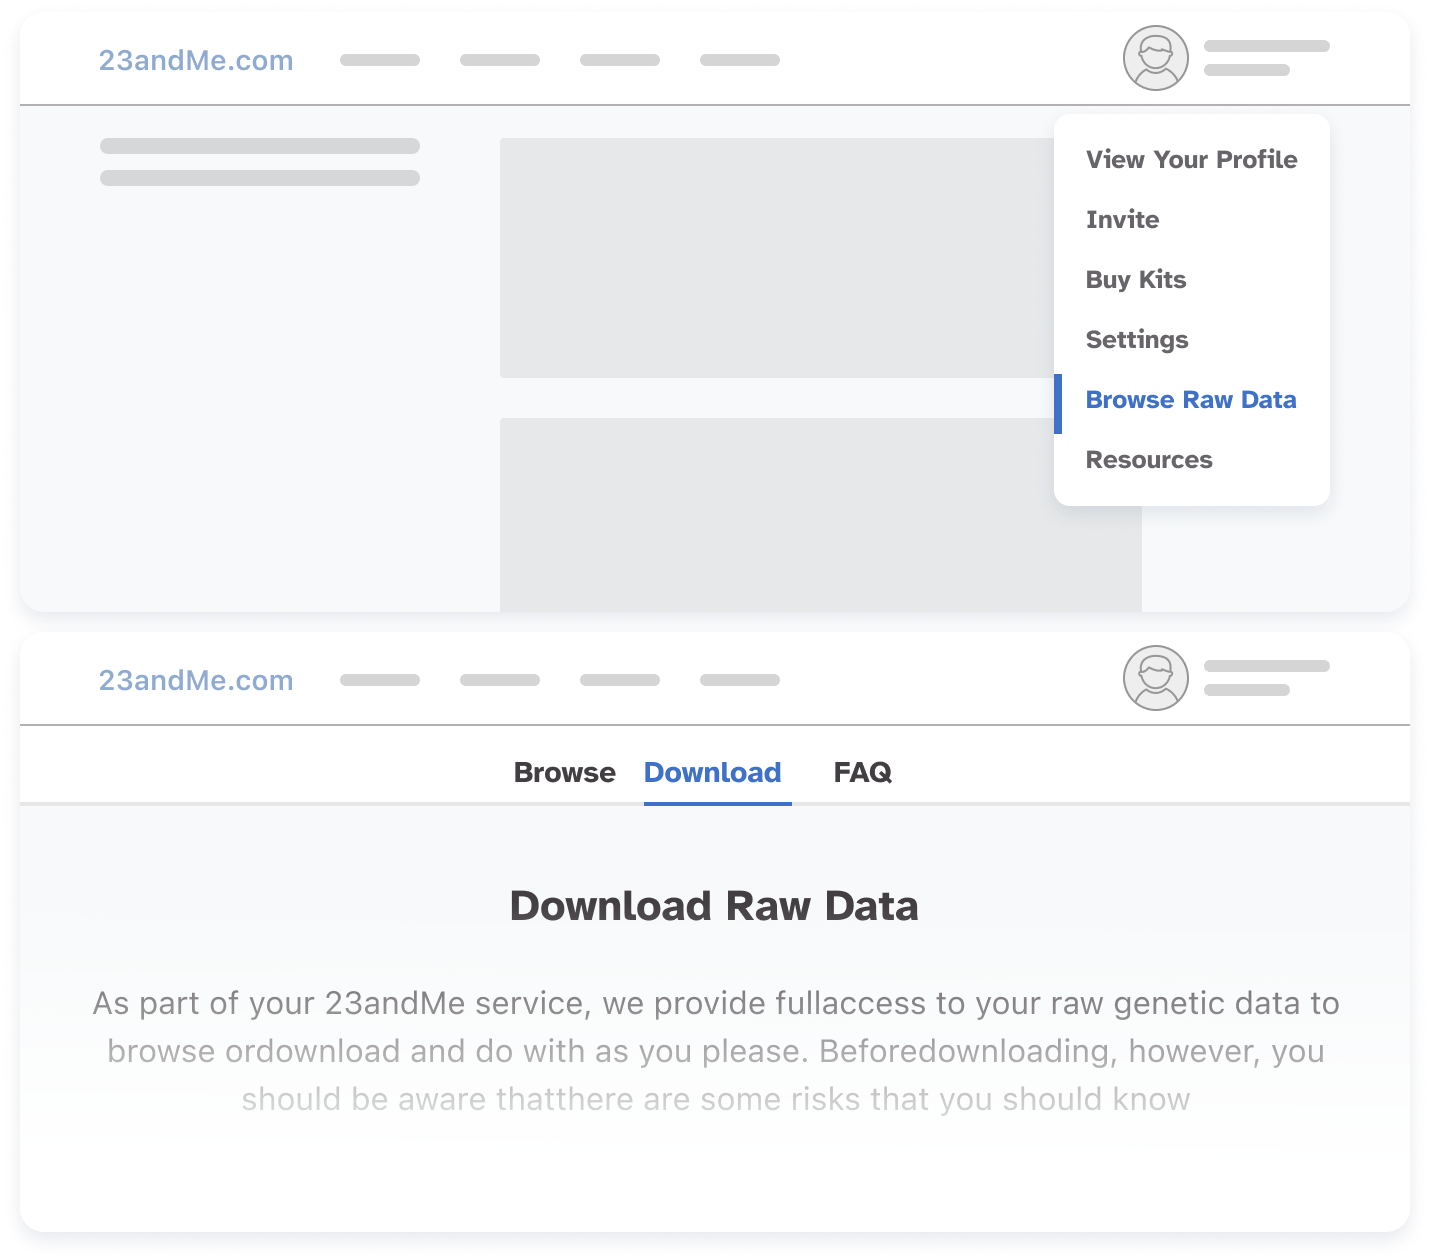 23andMe.com
View Your Profile
Invite
Buy Kits
Settings
Browse Raw Data
Resources
23andMe.com
Browse Download FAQ
Download Raw Data
As part of your 23andMe service, we provide fullaccess to your raw genetic data to
browse ordownload and do with as you please. Beforedownloading, however, you
should be aware thatthere are some risks that you should know